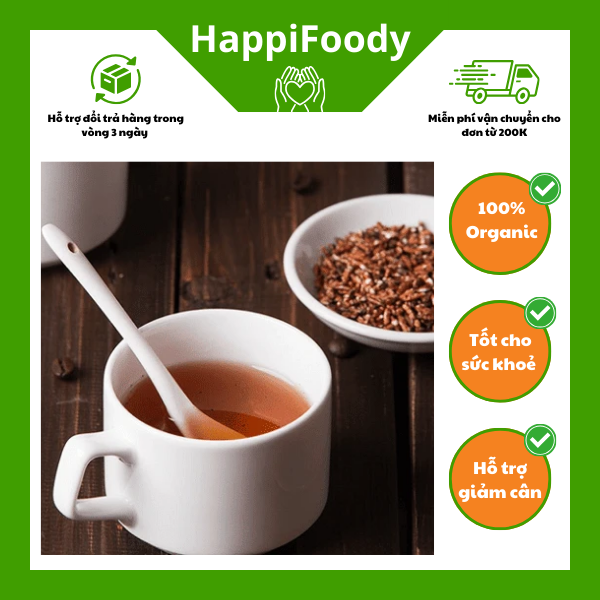 HappiFoody
Hỗ trợ đổi trả hàng trong
vòng 3 ngày
Miễn phí vận chuyển cho
đơn từ 200K
100%
Organic
Tốt cho
sức khoẻ
Hỗ trợ
giảm cân